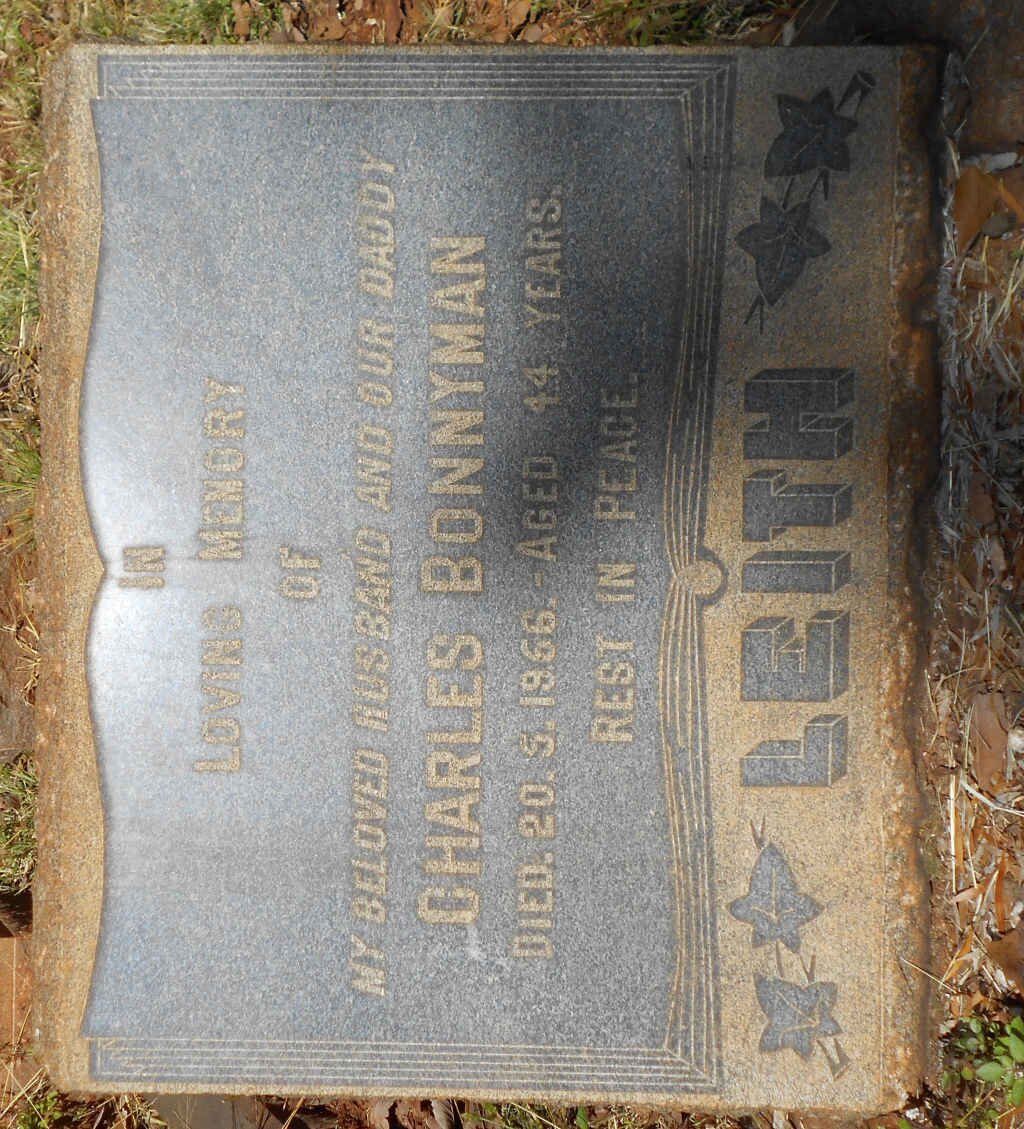 IN
LOVING MEMORY
OF
MY BELOVED HUSBAND AND OUR DADDY
CHARLES BONNYMAN
DIED. 20. 5. 1966. - AGED 44 YEARS.
REST IN PEACE.
LEITH